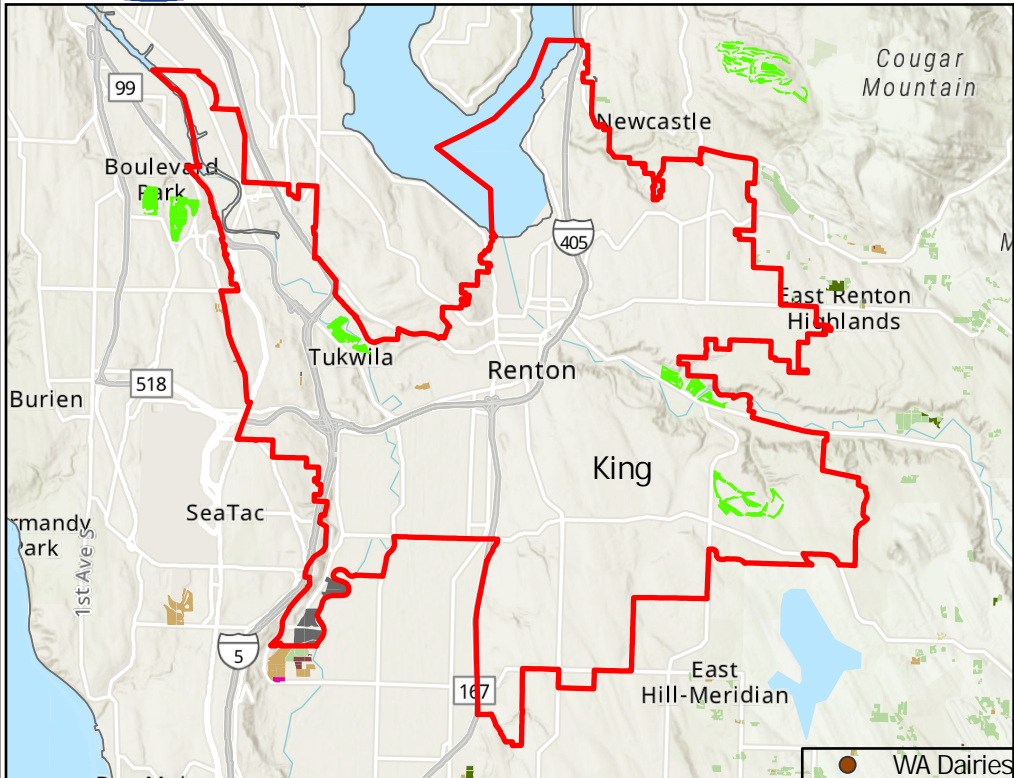 Cougar
Mountain
99
Newcastle
Boulevard
Park
405
East Renton
Highlands
Tukwila
Renton
518
Burien
King
SeaTac
rmandy
Park
1st Ave S
5
East
Hill-Meridian
167
WA Dairies